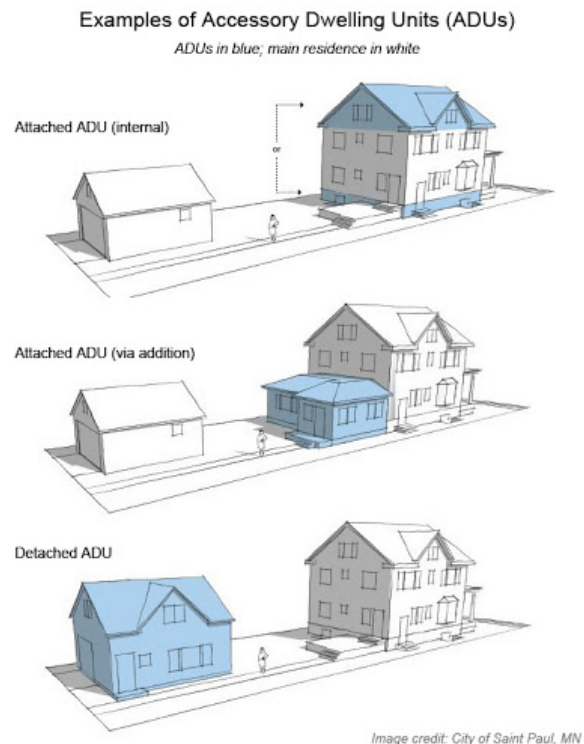 Examples of Accessory Dwelling Units (ADUs)
ADUs in blue; main residence in white
Attached ADU (internal)
or
Attached ADU (via addition)
Detached ADU
Image credit: City of Saint Paul, MN